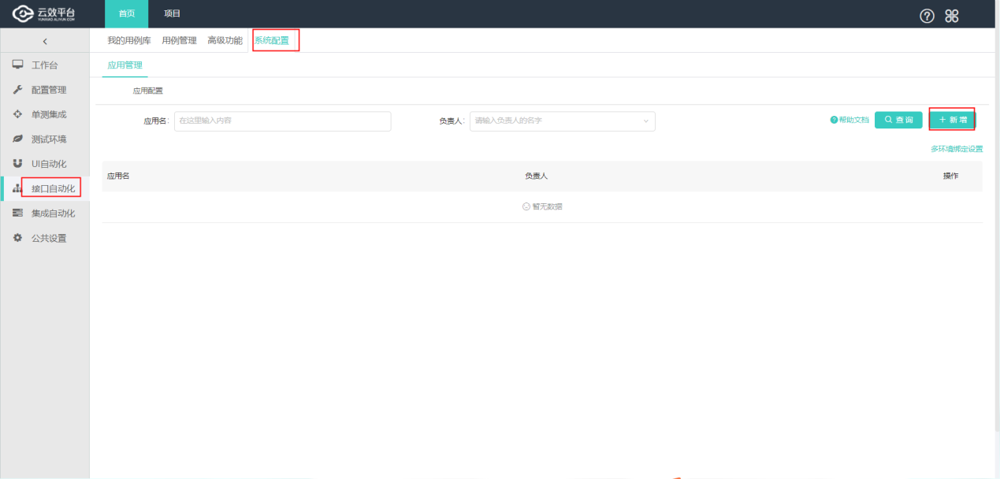 云效平台
YUNXIAO.ALIYUN.COM
首页
项目
我的用例库
用例管理
高级功能
系统配置
工作台
配置管理
单测集成
测试环境
UI自动化
接口自动化
集成自动化
公共设置
应用管理
应用配置
应用名：
在这里输入内容
负责人：
请输入负责人的名字
帮助文档
查 询
新 增
多环境绑定设置
应用名
负责人
操作
暂无数据